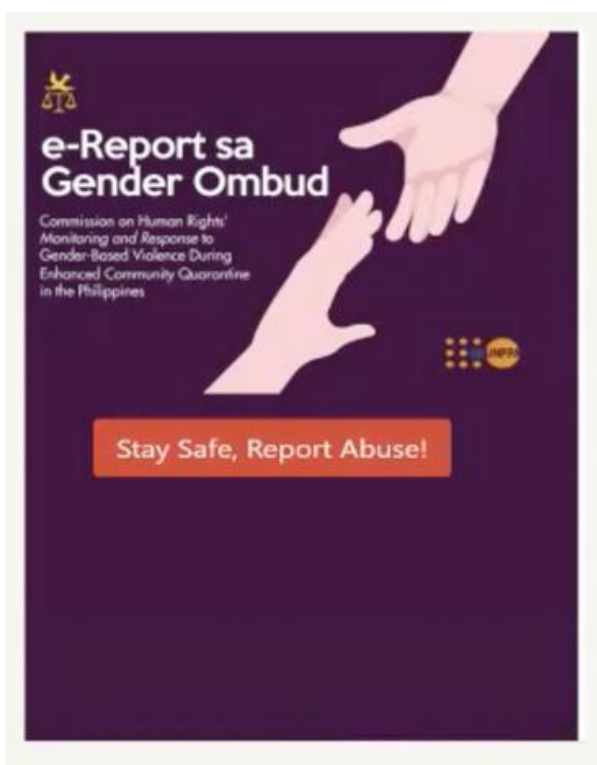 e-Report sa
Gender Ombud
Commission on Human Rights'
Monitoring and Response to
Gender-Based Violence During
Enhanced Community Quarantine
in the Philippines
UNFPA
Stay Safe, Report Abuse!